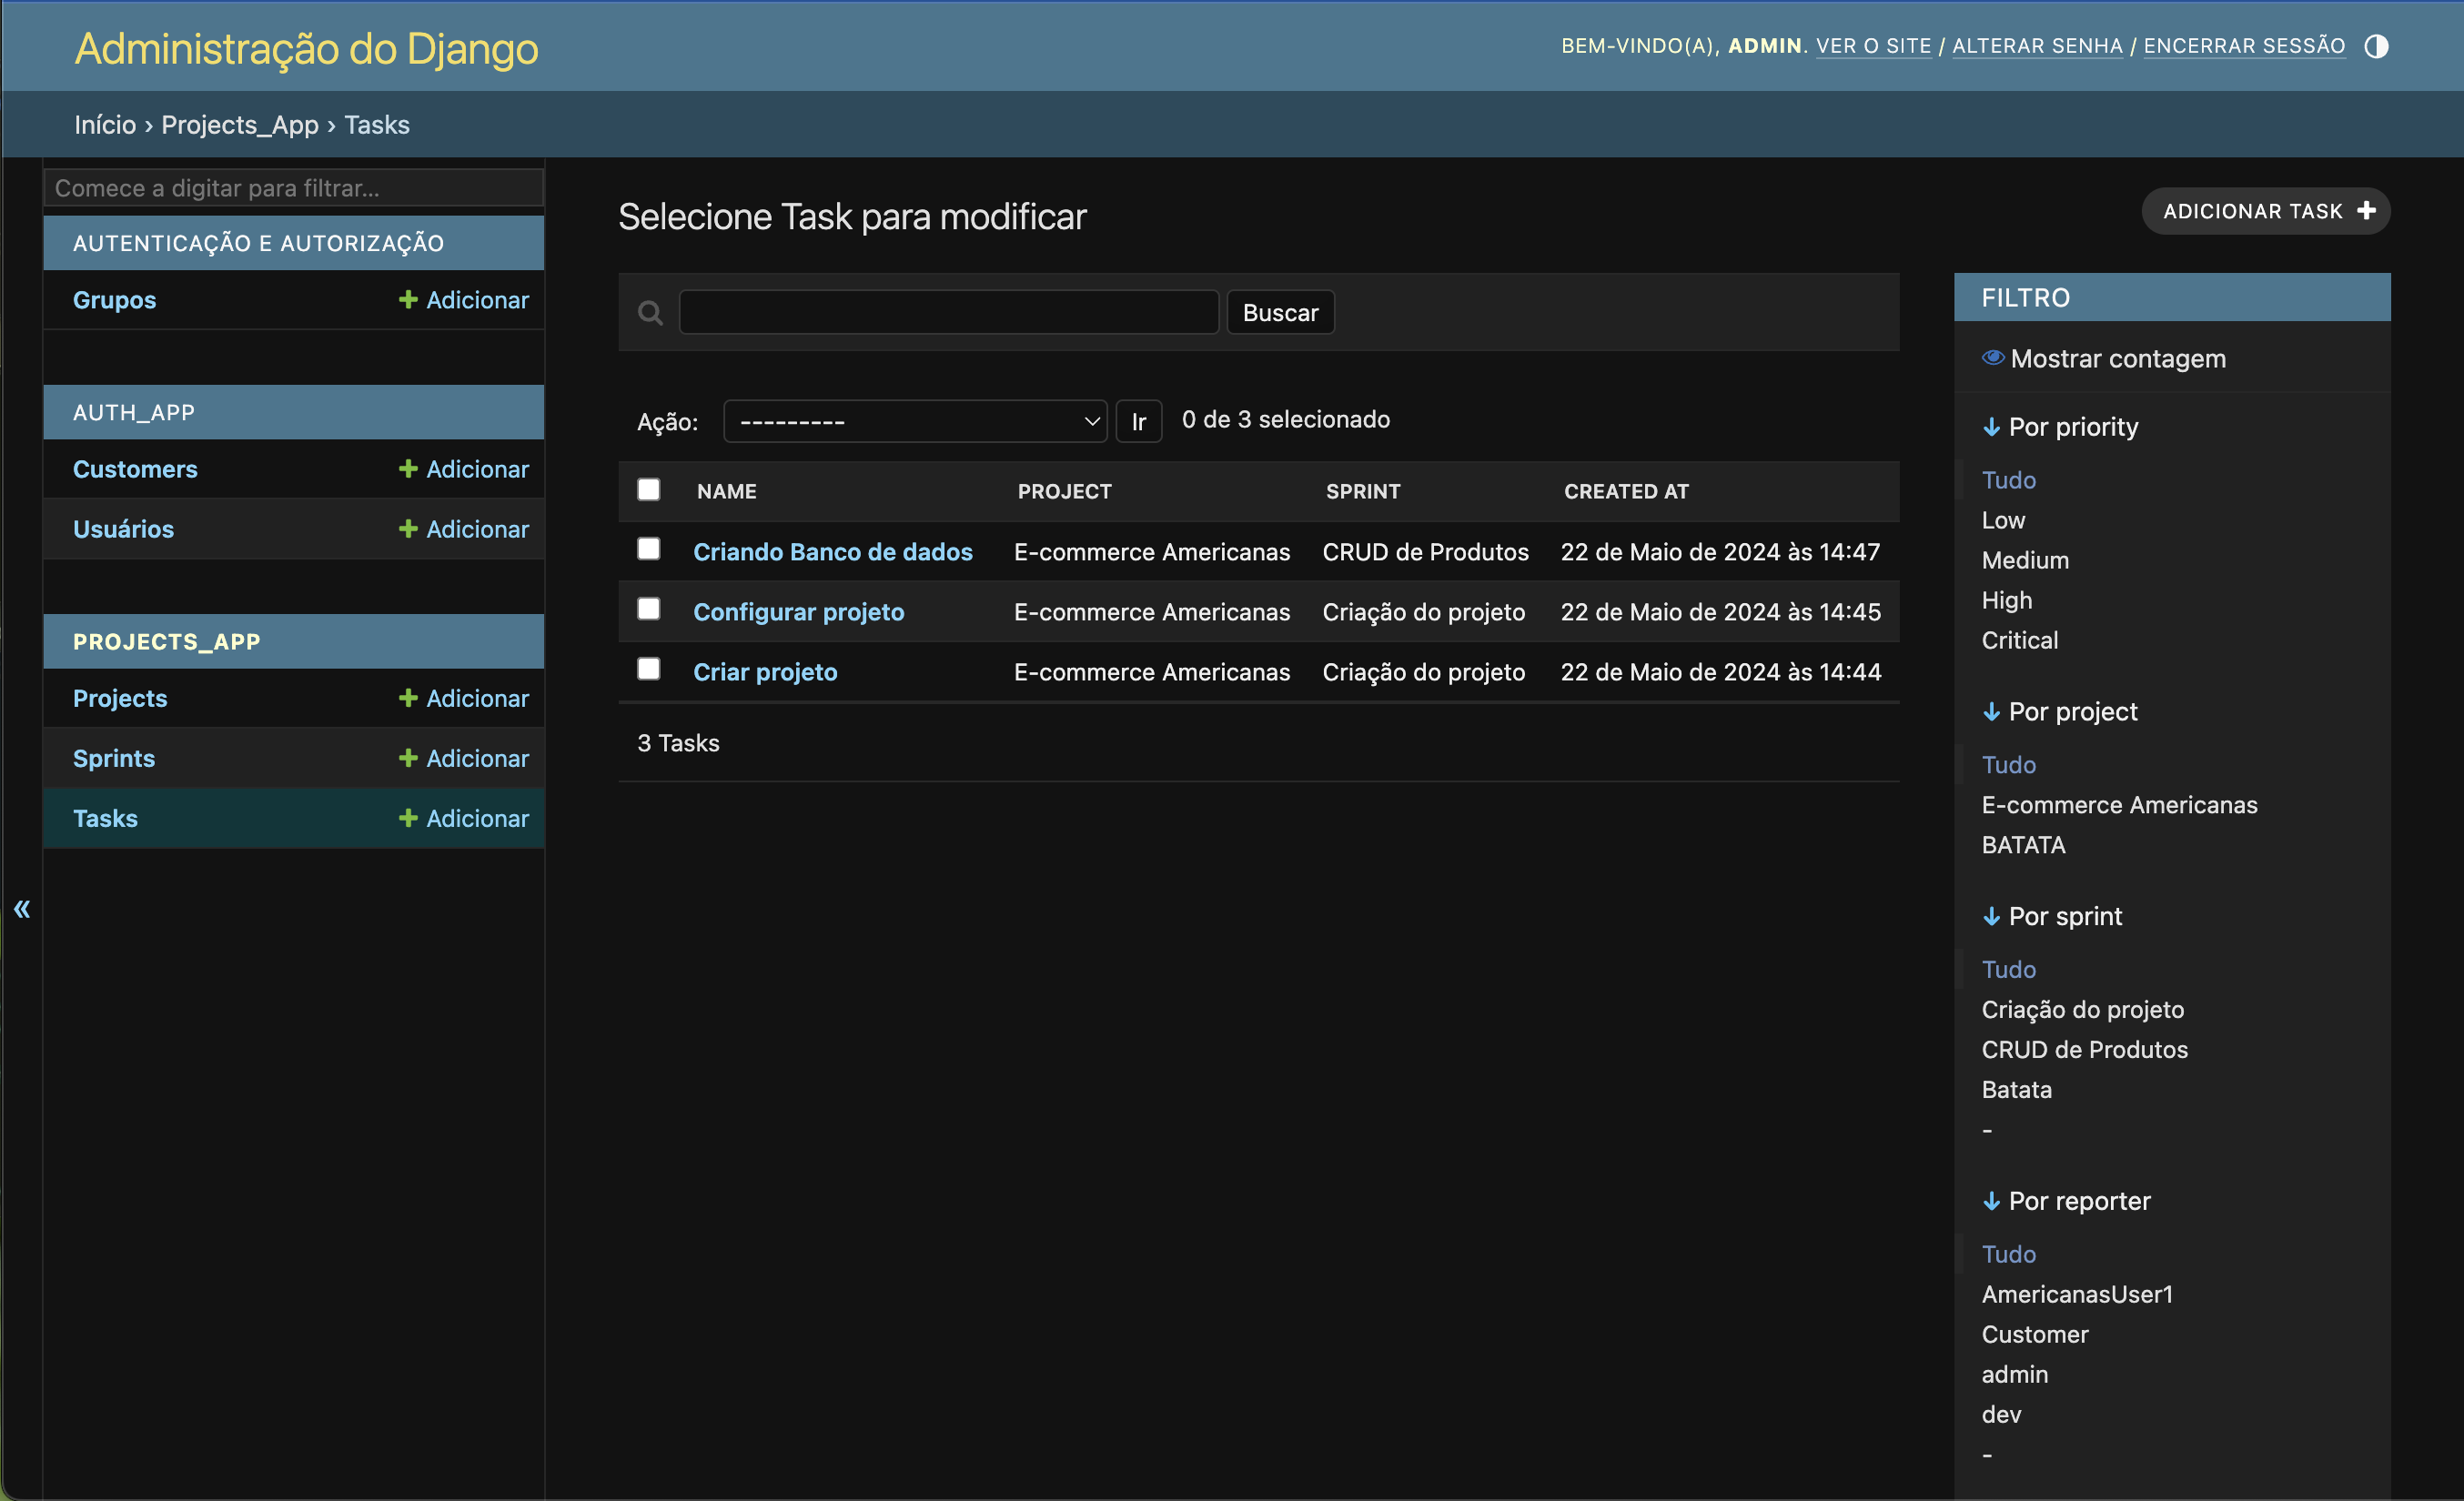 Administração do Django
BEM-VINDO(A), ADMIN. VER O SITE / ALTERAR SENHA / ENCERRAR SESSÃO
Início › Projects_App › Tasks
Comece a digitar para filtrar...
AUTENTICAÇÃO E AUTORIZAÇÃO
Grupos + Adicionar
AUTH_APP
Customers + Adicionar
Usuários + Adicionar
PROJECTS_APP
Projects + Adicionar
Sprints + Adicionar
Tasks + Adicionar
«
Selecione Task para modificar
ADICIONAR TASK +
Buscar
Ação: --------- Ir 0 de 3 selecionado
NAME PROJECT SPRINT CREATED AT
Criando Banco de dados E-commerce Americanas CRUD de Produtos 22 de Maio de 2024 às 14:47
Configurar projeto E-commerce Americanas Criação do projeto 22 de Maio de 2024 às 14:45
Criar projeto E-commerce Americanas Criação do projeto 22 de Maio de 2024 às 14:44
3 Tasks
FILTRO
Mostrar contagem
↓ Por priority
Tudo
Low
Medium
High
Critical
↓ Por project
Tudo
E-commerce Americanas
BATATA
↓ Por sprint
Tudo
Criação do projeto
CRUD de Produtos
Batata
-
↓ Por reporter
Tudo
AmericanasUser1
Customer
admin
dev
-